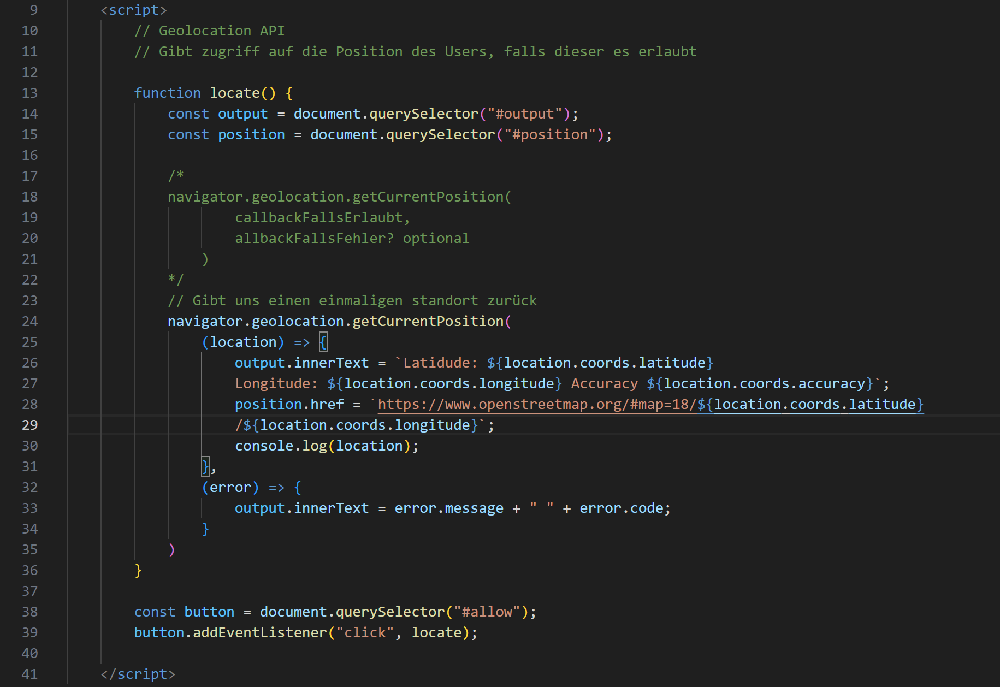 9 <script>
10 // Geolocation API
11 // Gibt zugriff auf die Position des Users, falls dieser es erlaubt
12
13 function locate() {
14 const output = document.querySelector("#output");
15 const position = document.querySelector("#position");
16
17 /*
18 navigator.geolocation.getCurrentPosition(
19 callbackFallsErlaubt,
20 allbackFallsFehler? optional
21 )
22 */
23 // Gibt uns einen einmaligen standort zurück
24 navigator.geolocation.getCurrentPosition(
25 (location) => {
26 output.innerText = `Latidude: ${location.coords.latitude}
27 Longitude: ${location.coords.longitude} Accuracy ${location.coords.accuracy}`;
28 position.href = `https://www.openstreetmap.org/#map=18/${location.coords.latitude}
29 /${location.coords.longitude}`;
30 console.log(location);
31 },
32 (error) => {
33 output.innerText = error.message + " " + error.code;
34 }
35 )
36 }
37
38 const button = document.querySelector("#allow");
39 button.addEventListener("click", locate);
40
41 </script>